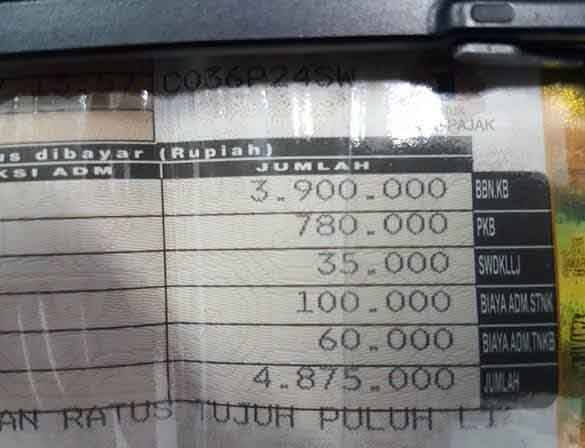 C036P24SW
PAJAK
us dibayar (Rupiah)
KSI ADM JUMLAH
3.900.000 BBN.KB
780.000 PKB
35.000 SWDKLLJ
100.000 BIAYA ADM.STNK
60.000 BIAYA ADM.TNKB
4.875.000 JUMLAH
AN RATUS TUJUH PULUH LI